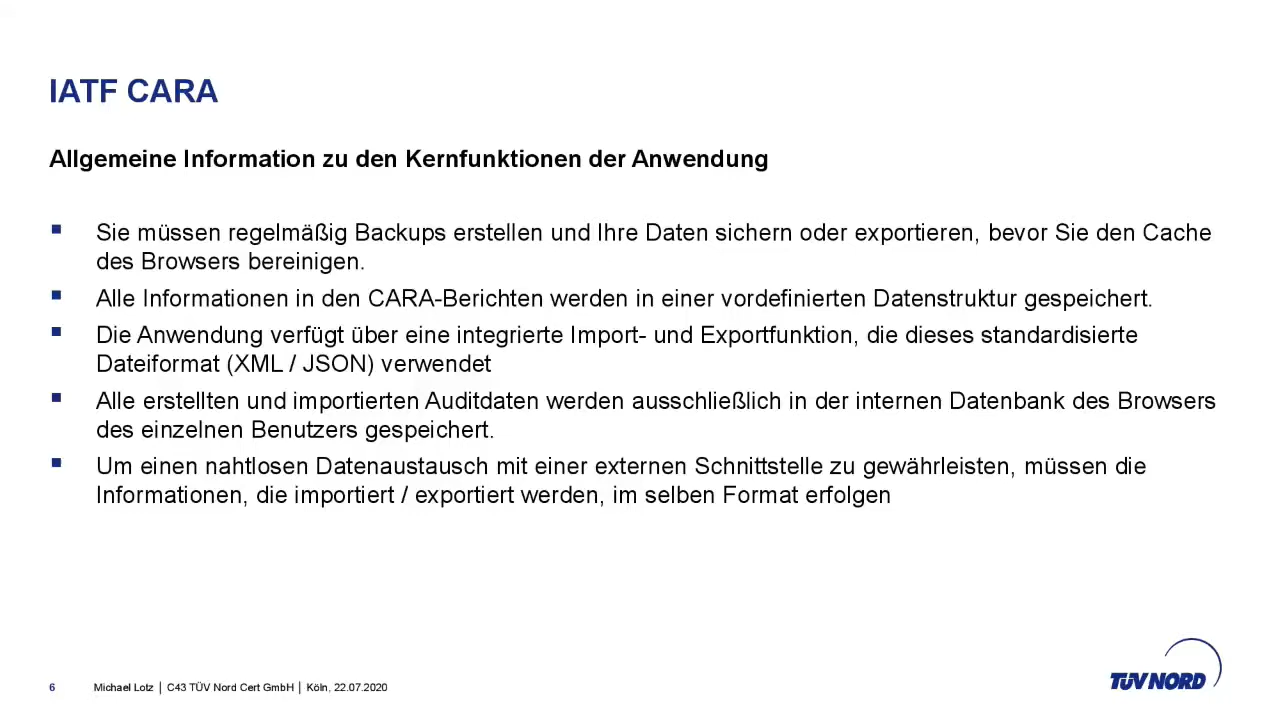 IATF CARA
Allgemeine Information zu den Kernfunktionen der Anwendung
▪ Sie müssen regelmäßig Backups erstellen und Ihre Daten sichern oder exportieren, bevor Sie den Cache
des Browsers bereinigen.
▪ Alle Informationen in den CARA-Berichten werden in einer vordefinierten Datenstruktur gespeichert.
▪ Die Anwendung verfügt über eine integrierte Import- und Exportfunktion, die dieses standardisierte
Dateiformat (XML / JSON) verwendet
▪ Alle erstellten und importierten Auditdaten werden ausschließlich in der internen Datenbank des Browsers
des einzelnen Benutzers gespeichert.
▪ Um einen nahtlosen Datenaustausch mit einer externen Schnittstelle zu gewährleisten, müssen die
Informationen, die importiert / exportiert werden, im selben Format erfolgen
6 Michael Lotz │ C43 TÜV Nord Cert GmbH │ Köln, 22.07.2020
TÜV NORD